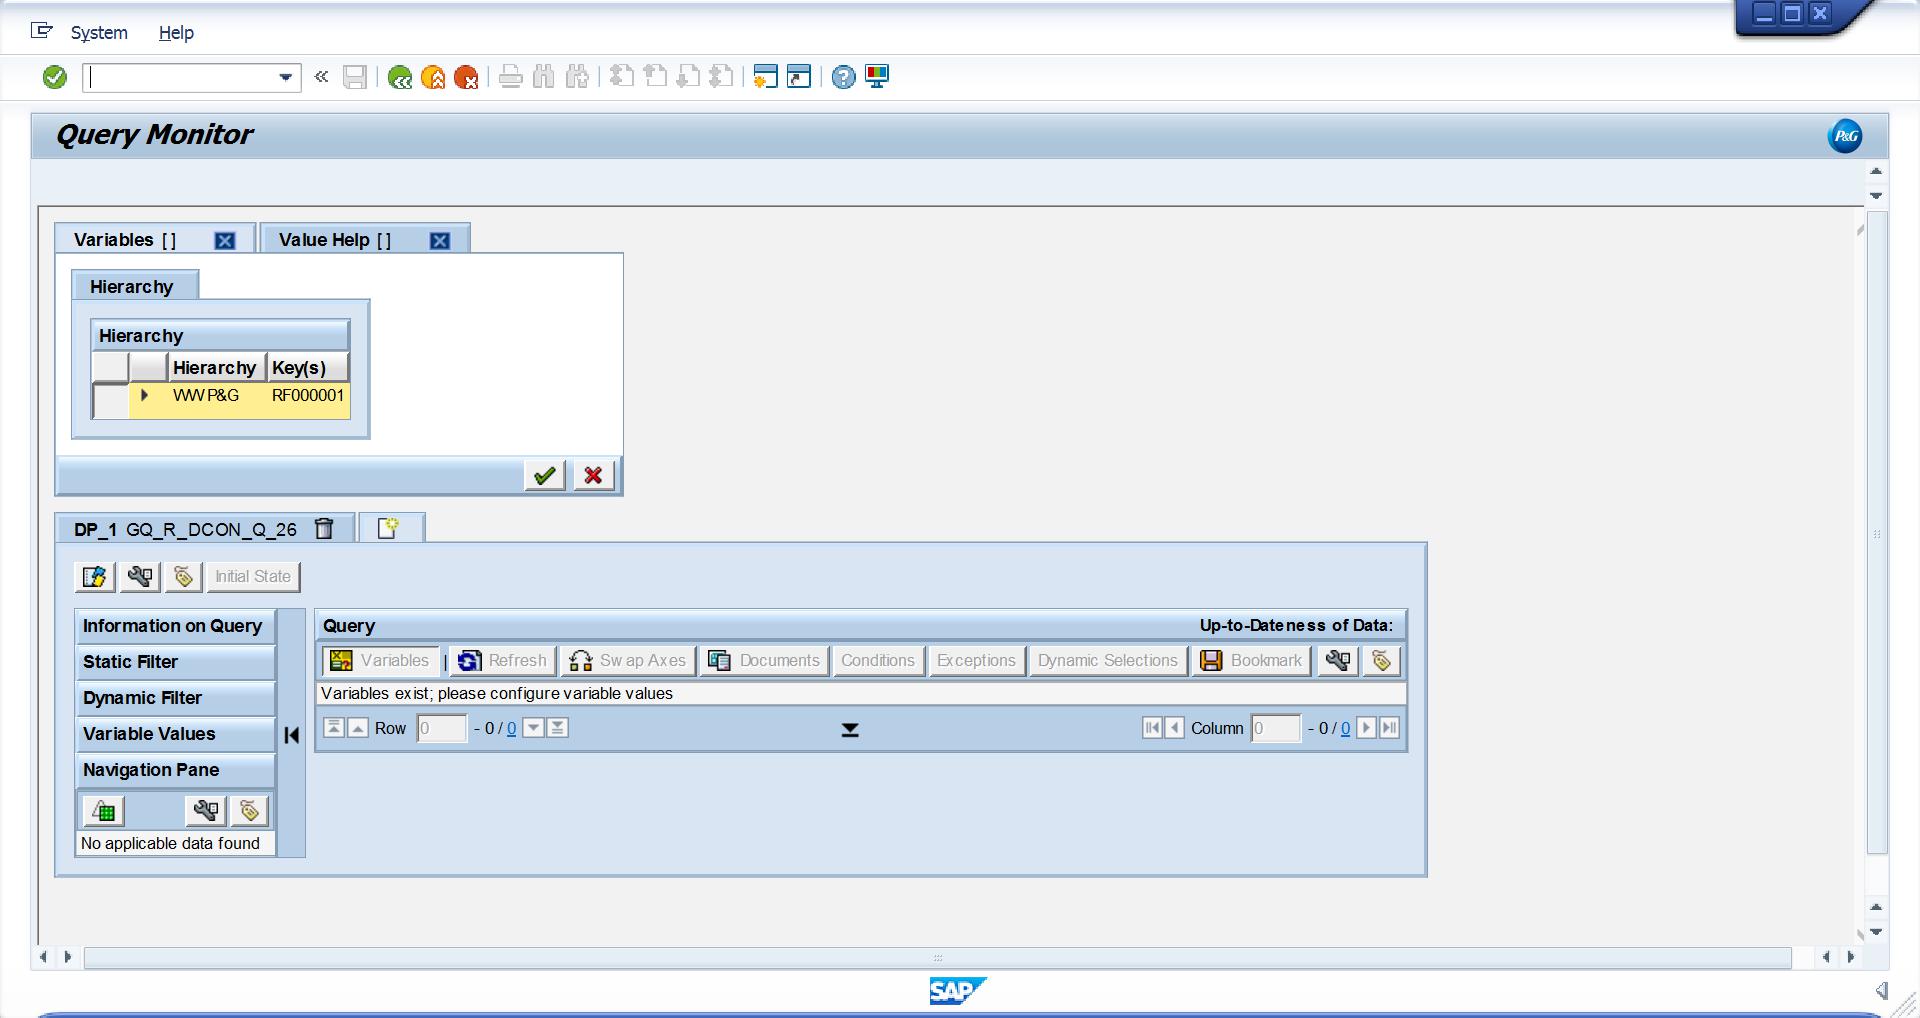 System Help
Query Monitor
P&G
Variables [ ] Value Help [ ]
Hierarchy
Hierarchy
Hierarchy Key(s)
WW P&G RF000001
DP_1 GQ_R_DCON_Q_26
Initial State
Information on Query
Static Filter
Dynamic Filter
Variable Values
Navigation Pane
No applicable data found
Query Up-to-Dateness of Data:
Variables | Refresh Swap Axes Documents Conditions Exceptions Dynamic Selections Bookmark
Variables exist; please configure variable values
Row 0 - 0 / 0 Column 0 - 0 / 0
SAP